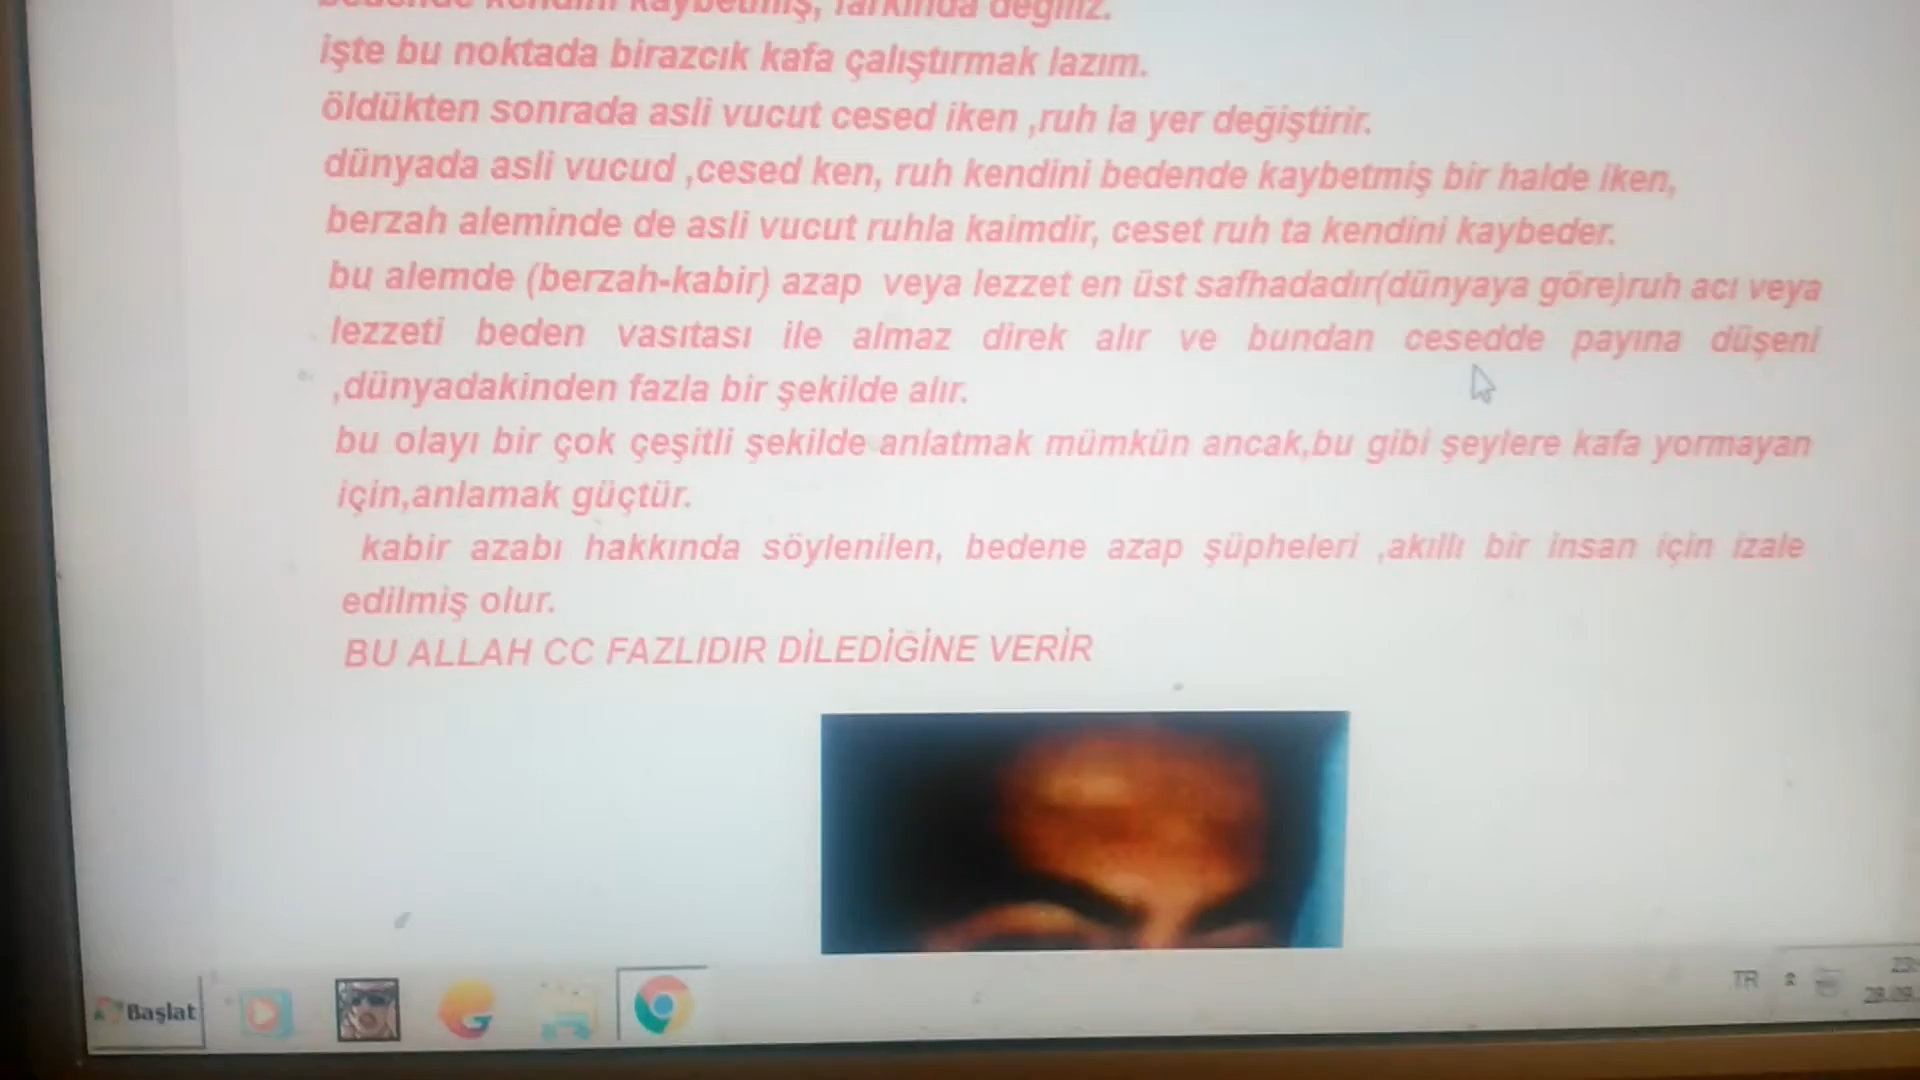 bedende kendini kaybetmiş, farkında değiliz.
işte bu noktada birazcık kafa çalıştırmak lazım.
öldükten sonrada asli vucut cesed iken ,ruh la yer değiştirir.
dünyada asli vucud ,cesed ken, ruh kendini bedende kaybetmiş bir halde iken,
berzah aleminde de asli vucut ruhla kaimdir, ceset ruh ta kendini kaybeder.
bu alemde (berzah-kabir) azap veya lezzet en üst safhadadır(dünyaya göre)ruh acı veya
lezzeti beden vasıtası ile almaz direk alır ve bundan cesedde payına düşeni
,dünyadakinden fazla bir şekilde alır.
bu olayı bir çok çeşitli şekilde anlatmak mümkün ancak,bu gibi şeylere kafa yormayan
için,anlamak güçtür.
kabir azabı hakkında söylenilen, bedene azap şüpheleri ,akıllı bir insan için izale
edilmiş olur.
BU ALLAH CC FAZLIDIR DİLEDİĞİNE VERİR
Başlat
TR